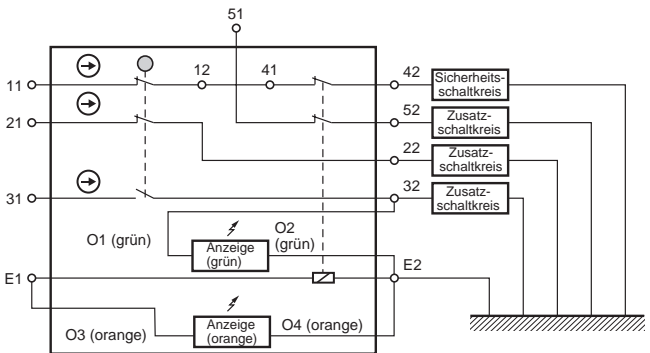 51
11
12
41
42
Sicherheits-
schaltkreis
21
52
Zusatz-
schaltkreis
22
Zusatz-
schaltkreis
31
32
Zusatz-
schaltkreis
O1 (grün)
Anzeige
(grün)
O2
(grün)
E1
E2
O3 (orange)
Anzeige
(orange)
O4 (orange)